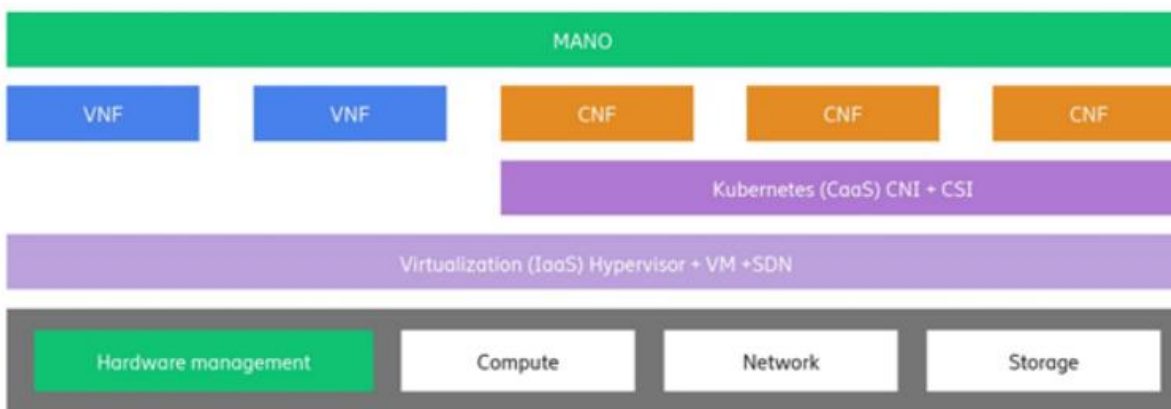 MANO
VNF
VNF
CNF
CNF
CNF
Kubernetes (CaaS) CNI + CSI
Virtualization (IaaS) Hypervisor + VM +SDN
Hardware management
Compute
Network
Storage